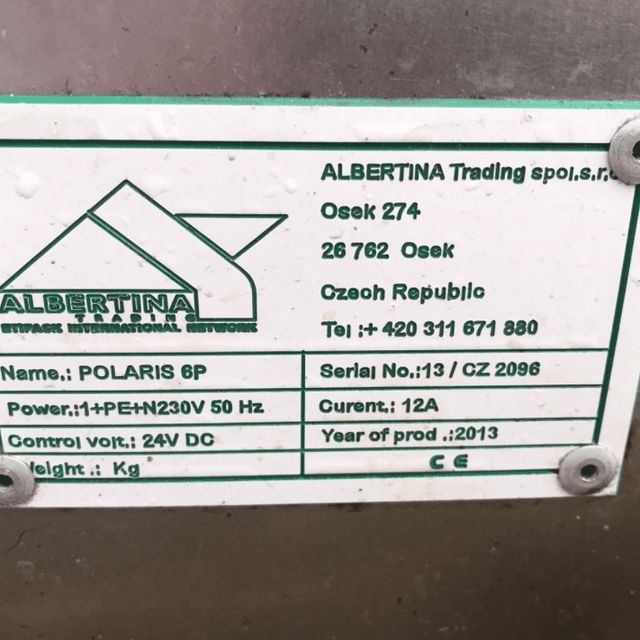 ALBERTINA Trading spol.s.r.o
Osek 274
26 762 Osek
Czech Republic
Tel :+ 420 311 671 880
ALBERTINA
TRADING
ETIPACK INTERNATIONAL NETWORK
Name.: POLARIS 6P
Serial No.:13 / CZ 2096
Power.:1+PE+N230V 50 Hz
Curent.: 12A
Control volt.: 24V DC
Year of prod .:2013
Weight .: Kg
CE